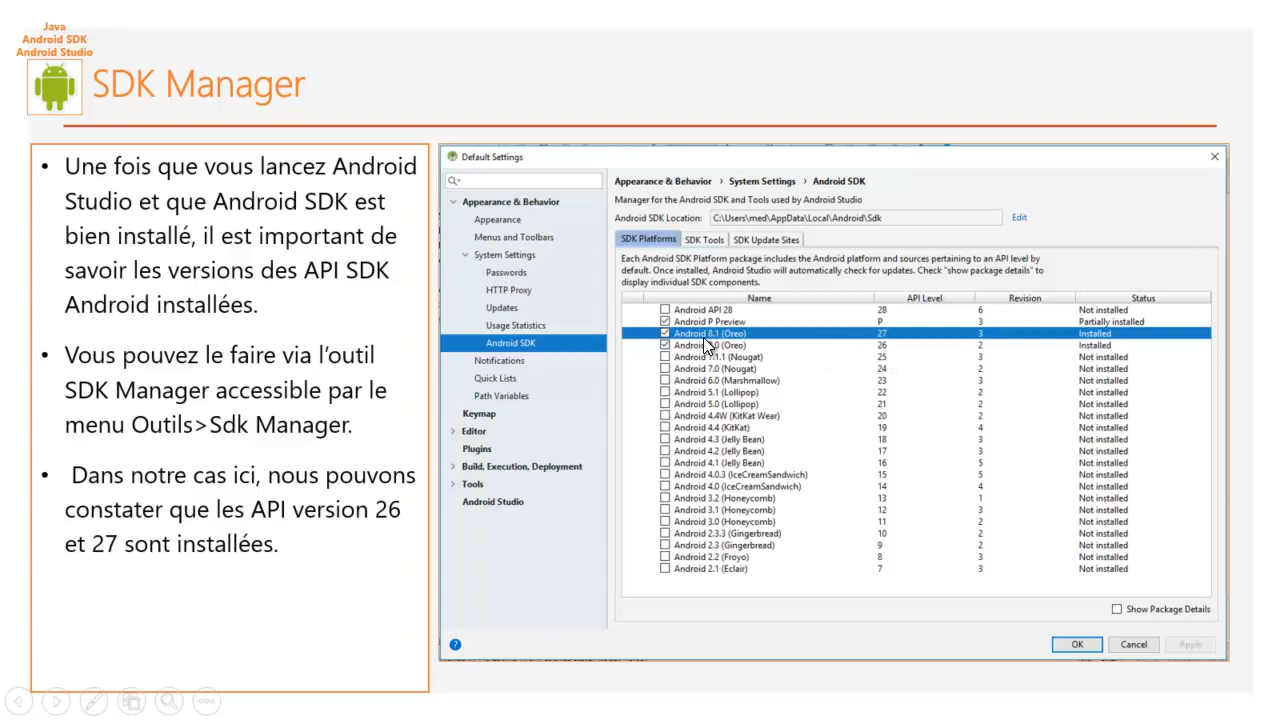 Java
Android SDK
Android Studio
SDK Manager
• Une fois que vous lancez Android
Studio et que Android SDK est
bien installé, il est important de
savoir les versions des API SDK
Android installées.
• Vous pouvez le faire via l’outil
SDK Manager accessible par le
menu Outils>Sdk Manager.
• Dans notre cas ici, nous pouvons
constater que les API version 26
et 27 sont installées.
Default Settings
Appearance & Behavior
Appearance
Menus and Toolbars
System Settings
Passwords
HTTP Proxy
Updates
Usage Statistics
Android SDK
Notifications
Quick Lists
Path Variables
Keymap
Editor
Plugins
Build, Execution, Deployment
Tools
Android Studio
Appearance & Behavior › System Settings › Android SDK
Manager for the Android SDK and Tools used by Android Studio
Android SDK Location: C:\Users\med\AppData\Local\Android\Sdk Edit
SDK Platforms SDK Tools SDK Update Sites
Each Android SDK Platform package includes the Android platform and sources pertaining to an API level by
default. Once installed, Android Studio will automatically check for updates. Check "show package details" to
display individual SDK components.
Name API Level Revision Status
Android API 28 28 6 Not installed
Android P Preview P 3 Partially installed
Android 8.1 (Oreo) 27 3 Installed
Android (Oreo) 26 2 Installed
Android 7.1.1 (Nougat) 25 3 Not installed
Android 7.0 (Nougat) 24 2 Not installed
Android 6.0 (Marshmallow) 23 3 Not installed
Android 5.1 (Lollipop) 22 2 Not installed
Android 5.0 (Lollipop) 21 2 Not installed
Android 4.4W (KitKat Wear) 20 2 Not installed
Android 4.4 (KitKat) 19 4 Not installed
Android 4.3 (Jelly Bean) 18 3 Not installed
Android 4.2 (Jelly Bean) 17 3 Not installed
Android 4.1 (Jelly Bean) 16 5 Not installed
Android 4.0.3 (IceCreamSandwich) 15 5 Not installed
Android 4.0 (IceCreamSandwich) 14 4 Not installed
Android 3.2 (Honeycomb) 13 1 Not installed
Android 3.1 (Honeycomb) 12 3 Not installed
Android 3.0 (Honeycomb) 11 2 Not installed
Android 2.3.3 (Gingerbread) 10 2 Not installed
Android 2.3 (Gingerbread) 9 2 Not installed
Android 2.2 (Froyo) 8 3 Not installed
Android 2.1 (Eclair) 7 3 Not installed
Show Package Details
? OK Cancel Apply